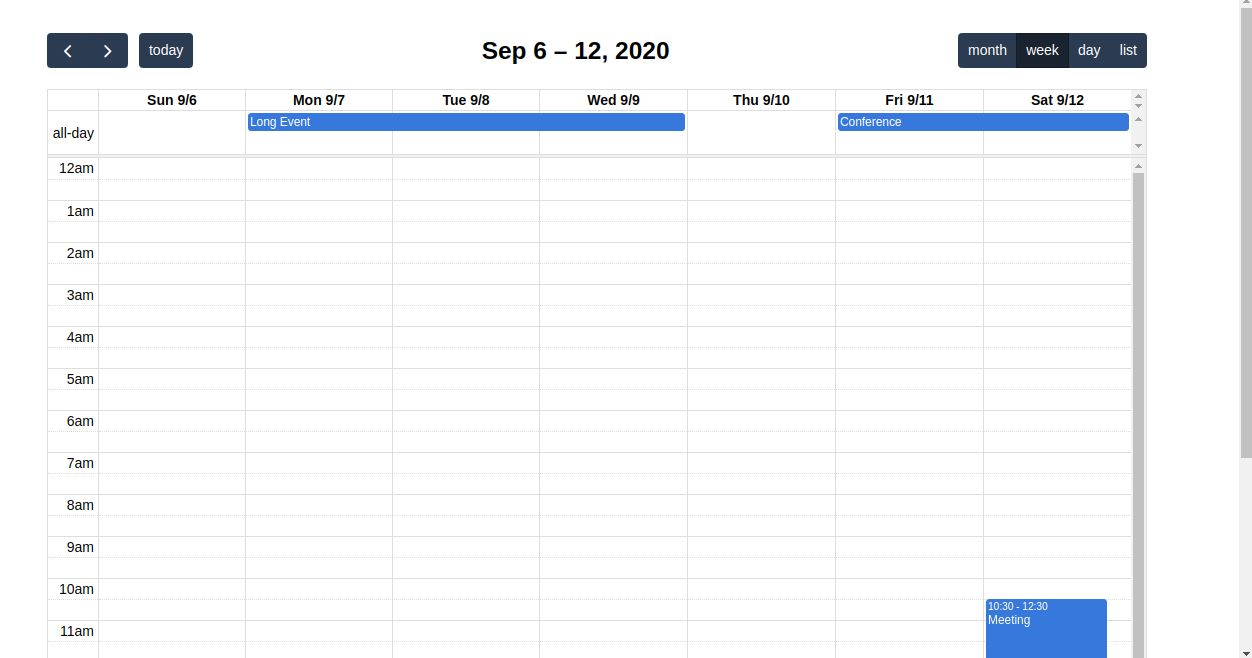 today
Sep 6 – 12, 2020
month week day list
Sun 9/6 Mon 9/7 Tue 9/8 Wed 9/9 Thu 9/10 Fri 9/11 Sat 9/12
all-day Long Event Conference
12am
1am
2am
3am
4am
5am
6am
7am
8am
9am
10am
10:30 - 12:30
Meeting
11am